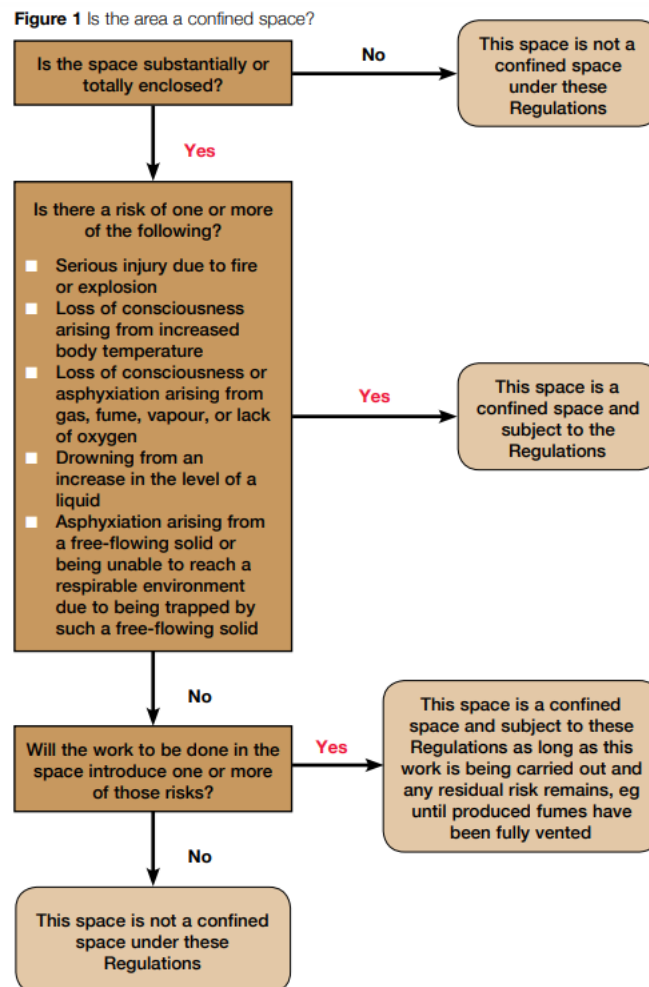 Figure 1 Is the area a confined space?
Is the space substantially or
totally enclosed?
No
This space is not a
confined space
under these
Regulations
Yes
Is there a risk of one or more
of the following?
Serious injury due to fire
or explosion
Loss of consciousness
arising from increased
body temperature
Loss of consciousness or
asphyxiation arising from
gas, fume, vapour, or lack
of oxygen
Drowning from an
increase in the level of a
liquid
Asphyxiation arising from
a free-flowing solid or
being unable to reach a
respirable environment
due to being trapped by
such a free-flowing solid
Yes
This space is a
confined space and
subject to the
Regulations
No
Will the work to be done in the
space introduce one or more
of those risks?
Yes
This space is a confined
space and subject to these
Regulations as long as this
work is being carried out and
any residual risk remains, eg
until produced fumes have
been fully vented
No
This space is not a confined
space under these
Regulations